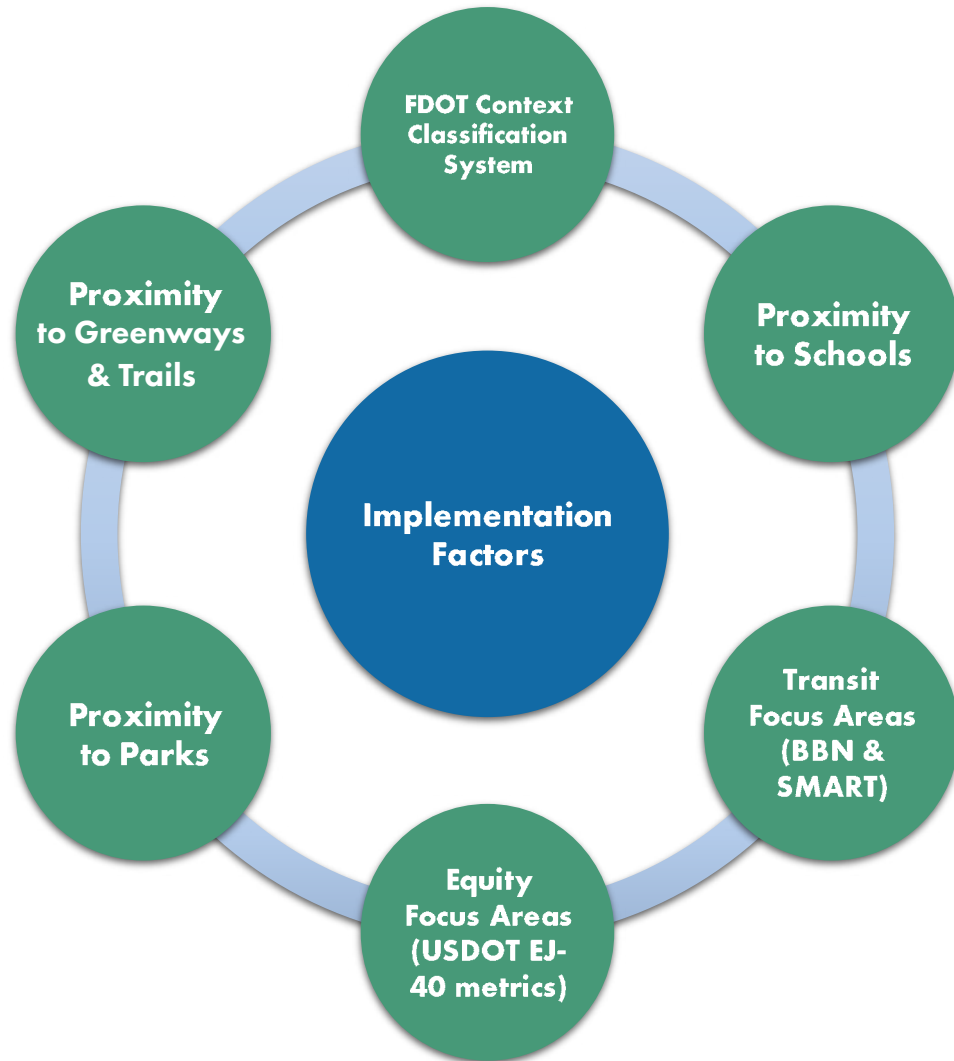 FDOT Context
Classification
System
Proximity
to Greenways
& Trails
Proximity
to Schools
Implementation
Factors
Proximity
to Parks
Transit
Focus Areas
(BBN &
SMART)
Equity
Focus Areas
(USDOT EJ-
40 metrics)